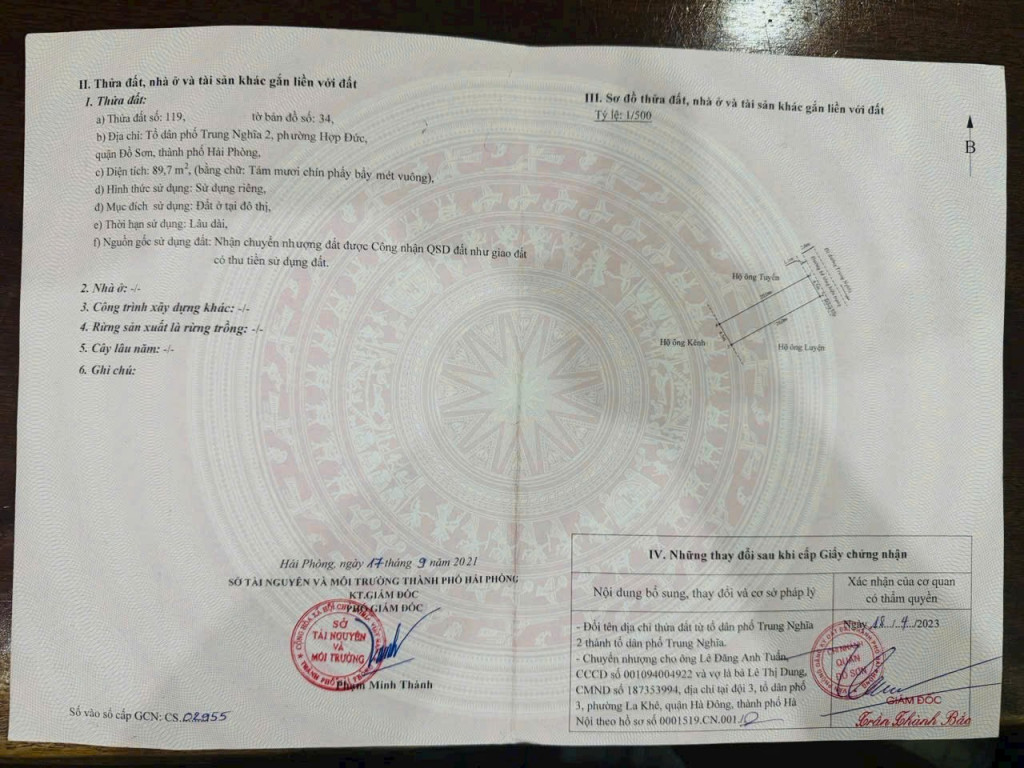 II. Thửa đất, nhà ở và tài sản khác gắn liền với đất
1. Thửa đất:
a) Thửa đất số: 119, tờ bản đồ số: 34,
b) Địa chỉ: Tổ dân phố Trung Nghĩa 2, phường Hợp Đức,
quận Đồ Sơn, thành phố Hải Phòng,
c) Diện tích: 89,7 m², (bằng chữ: Tám mươi chín phẩy bẩy mét vuông),
d) Hình thức sử dụng: Sử dụng riêng,
đ) Mục đích sử dụng: Đất ở tại đô thị,
e) Thời hạn sử dụng: Lâu dài,
f) Nguồn gốc sử dụng đất: Nhận chuyển nhượng đất được Công nhận QSD đất như giao đất
có thu tiền sử dụng đất.
2. Nhà ở: -/-
3. Công trình xây dựng khác: -/-
4. Rừng sản xuất là rừng trồng: -/-
5. Cây lâu năm: -/-
6. Ghi chú:
Hải Phòng, ngày 17 tháng 9 năm 2021
SỞ TÀI NGUYÊN VÀ MÔI TRƯỜNG THÀNH PHỐ HẢI PHÒNG
KT.GIÁM ĐỐC
PHÓ GIÁM ĐỐC
SỞ
TÀI NGUYÊN
VÀ
MÔI TRƯỜNG
Phạm Minh Thành
Số vào sổ cấp GCN: CS.02955
III. Sơ đồ thửa đất, nhà ở và tài sản khác gắn liền với đất
Tỷ lệ: 1/500
B
Hộ ông Tuyển
Hộ ông Kênh
Hộ ông Luyện
IV. Những thay đổi sau khi cấp Giấy chứng nhận
Nội dung bổ sung, thay đổi và cơ sở pháp lý
Xác nhận của cơ quan
có thẩm quyền
- Đổi tên địa chỉ thửa đất từ tổ dân phố Trung Nghĩa
2 thành tổ dân phố Trung Nghĩa.
- Chuyển nhượng cho ông Lê Đăng Anh Tuấn,
CCCD số 001094004922 và vợ là bà Lê Thị Dung,
CMND số 187353994, địa chỉ tại đội 3, tổ dân phố
3, phường La Khê, quận Hà Đông, thành phố Hà
Nội theo hồ sơ số 0001519.CN.001./.
Ngày 18 / 9 /2023
CHI NHÁNH
QUẬN
ĐỒ SƠN
GIÁM ĐỐC
Trần Thành Bắc